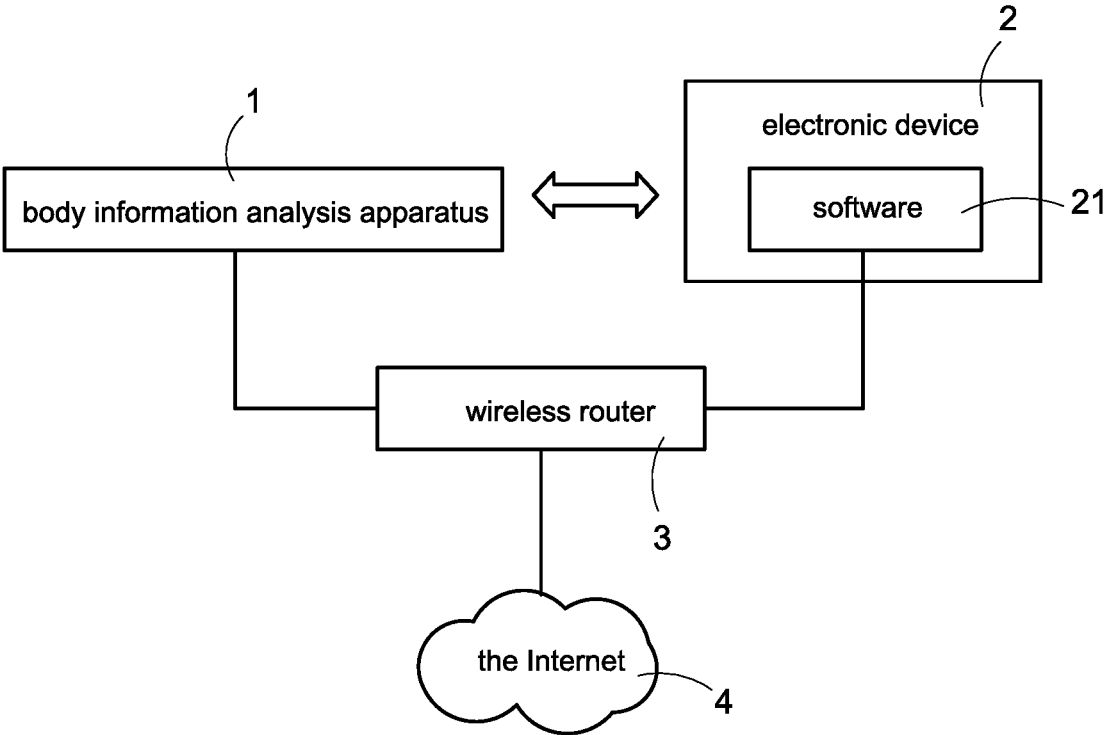 2
1
electronic device
body information analysis apparatus
software
21
wireless router
3
the Internet
4